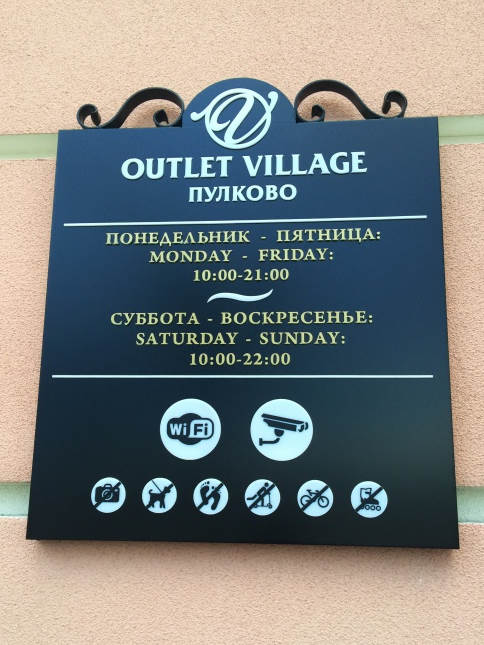 OUTLET VILLAGE
ПУЛКОВО
ПОНЕДЕЛЬНИК - ПЯТНИЦА:
MONDAY - FRIDAY:
10:00-21:00
СУББОТА - ВОСКРЕСЕНЬЕ:
SATURDAY - SUNDAY:
10:00-22:00
WiFi